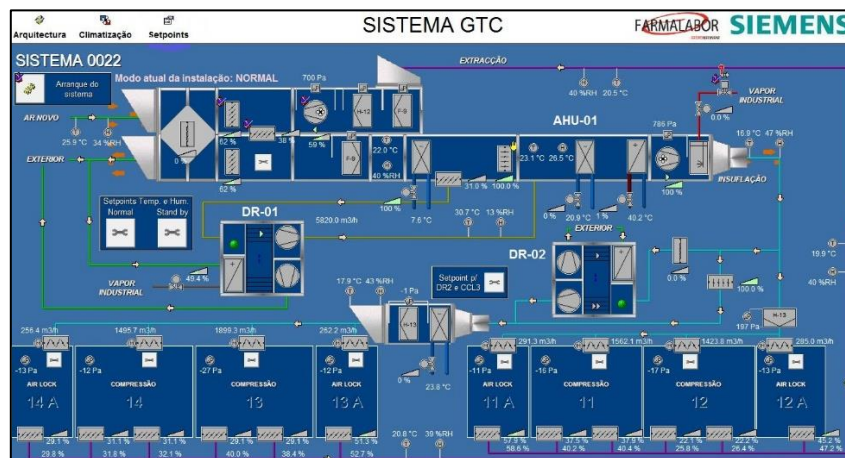 Arquitectura Climatização Setpoints
SISTEMA GTC
FARMALABOR SIEMENS
SISTEMA 0022
Modo atual da instalação: NORMAL
Arranque do sistema
EXTRACÇÃO
40 %RH 20.5 °C
VAPOR INDUSTRIAL
0.0 %
AR NOVO
25.9 °C 34 %RH
EXTERIOR
0 %
62 %
62 %
38 %
700 Pa
59 %
H-12
F-9
F-9
22.0 °C
40 %RH
AHU-01
31.0 % 100.0 %
100 % 7.6 °C
23.1 °C 26.5 °C
0 % 20.9 °C
1 % 40.2 °C
786 Pa
100 %
16.9 °C 47 %RH
INSUFLAÇÃO
Setpoints Temp. e Hum.
Normal Stand by
DR-01
5820.0 m3/h
30.7 °C 13 %RH
VAPOR INDUSTRIAL
49.4 %
DR-02
EXTERIOR
0.0 %
100.0 %
19.9 °C
40 %RH
17.9 °C 43 %RH
-1 Pa
Setpoint p/
DR2 e CCL3
H-13
0 % 23.8 °C
H-13
197 Pa
256.4 m3/h 1495.7 m3/h 1899.3 m3/h 262.2 m3/h 291.3 m3/h 1562.1 m3/h 1423.8 m3/h 285.0 m3/h
-13 Pa -12 Pa -27 Pa -12 Pa -11 Pa -16 Pa -17 Pa -13 Pa
AIR LOCK COMPRESSÃO COMPRESSÃO AIR LOCK AIR LOCK COMPRESSÃO COMPRESSÃO AIR LOCK
14 A 14 13 13 A 11 A 11 12 12 A
29.1 % 31.1 % 31.1 % 29.1 % 29.1 % 51.3 % 57.9 % 37.5 % 37.9 % 22.1 % 22.2 % 45.2 %
29.8 % 31.8 % 32.1 % 40.0 % 38.4 % 52.7 % 58.6 % 40.2 % 40.4 % 25.8 % 26.4 % 47.2 %
20.8 °C 39 %RH